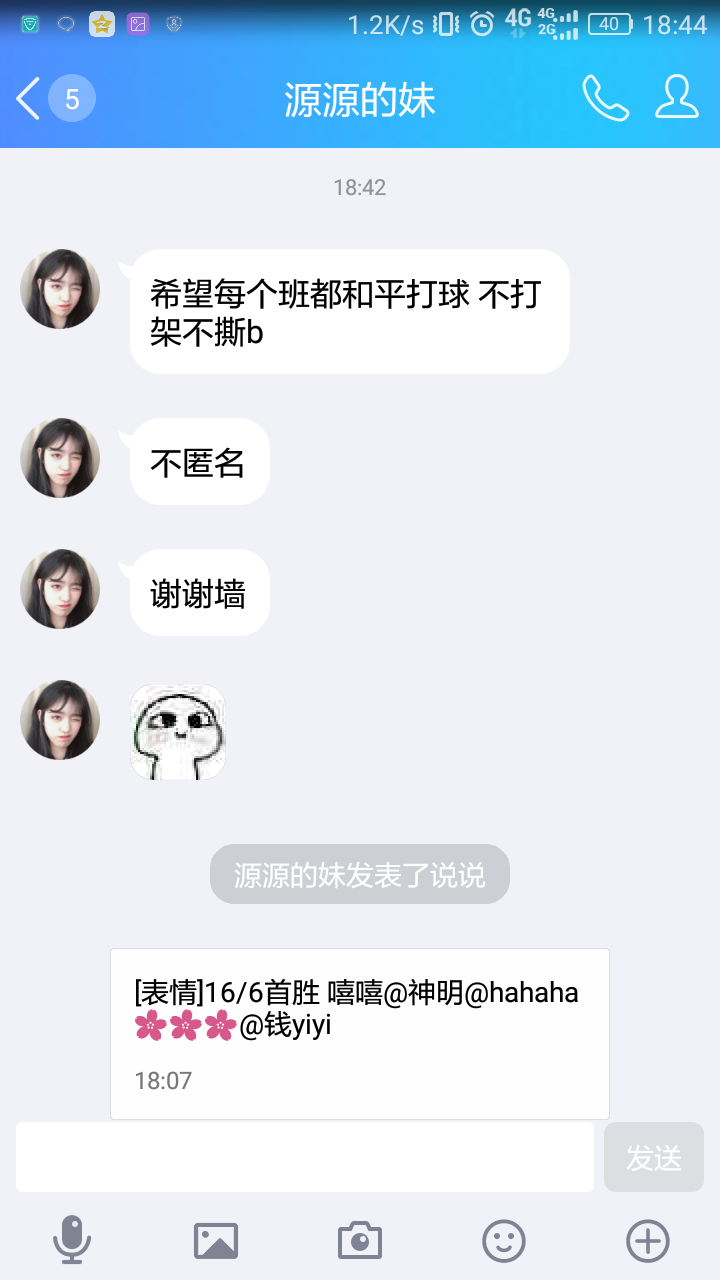 1.2K/s 4G 4G 2G 40 18:44
5 源源的妹
18:42
希望每个班都和平打球 不打
架不撕b
不匿名
谢谢墙
源源的妹发表了说说
[表情]16/6首胜 嘻嘻@神明@hahaha
🌸🌸🌸@钱yiyi
18:07
发送